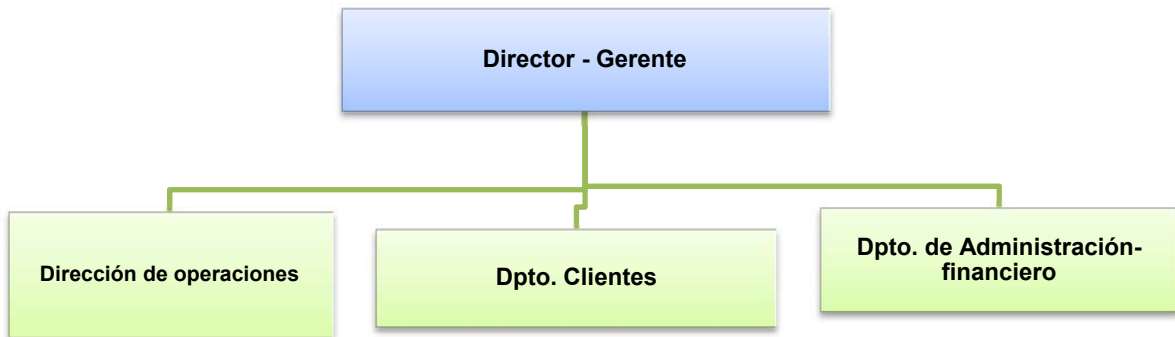 Director - Gerente
Dirección de operaciones
Dpto. Clientes
Dpto. de Administración-
financiero